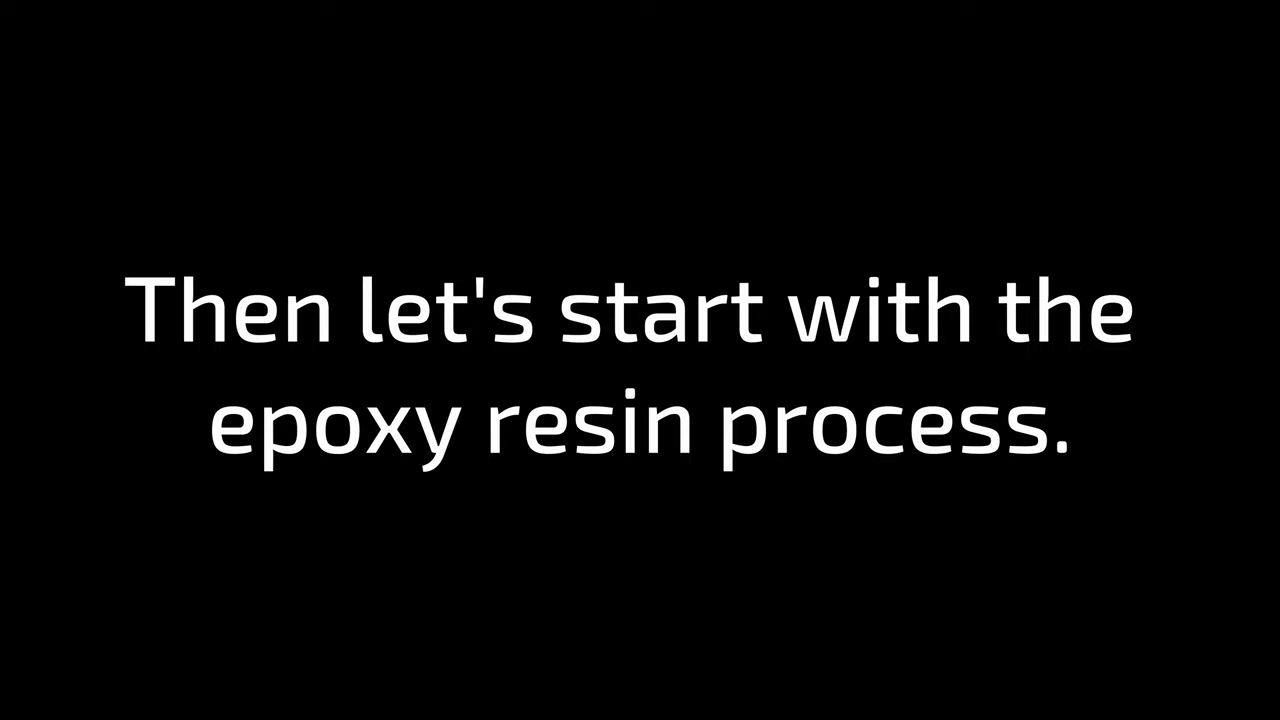 Then let's start with the
epoxy resin process.